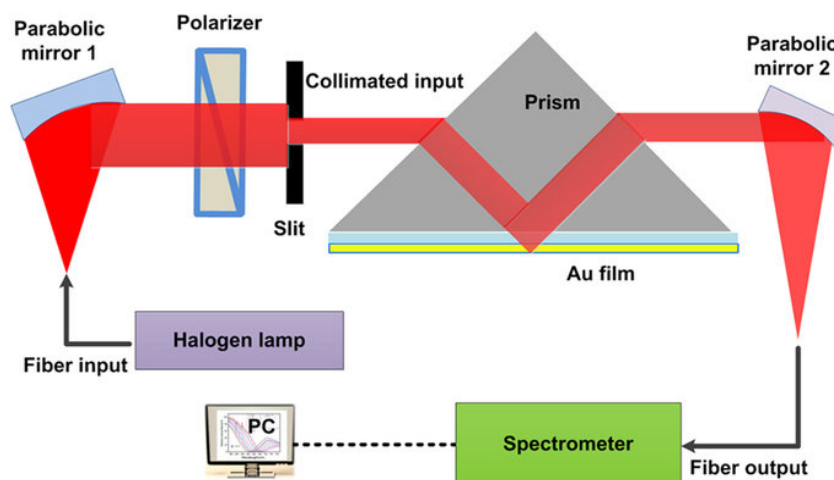 Parabolic
mirror 1
Polarizer
Collimated input
Prism
Parabolic
mirror 2
Slit
Au film
Halogen lamp
Fiber input
PC
Spectrometer
Fiber output